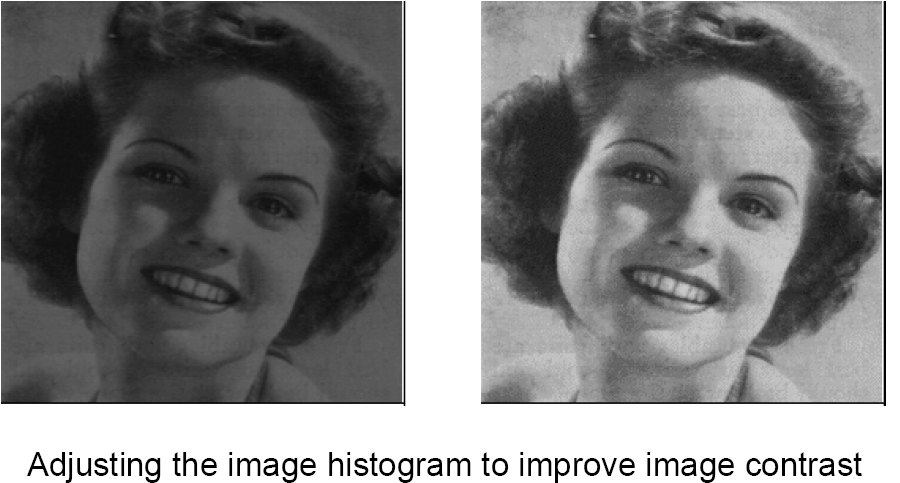 Adjusting the image histogram to improve image contrast